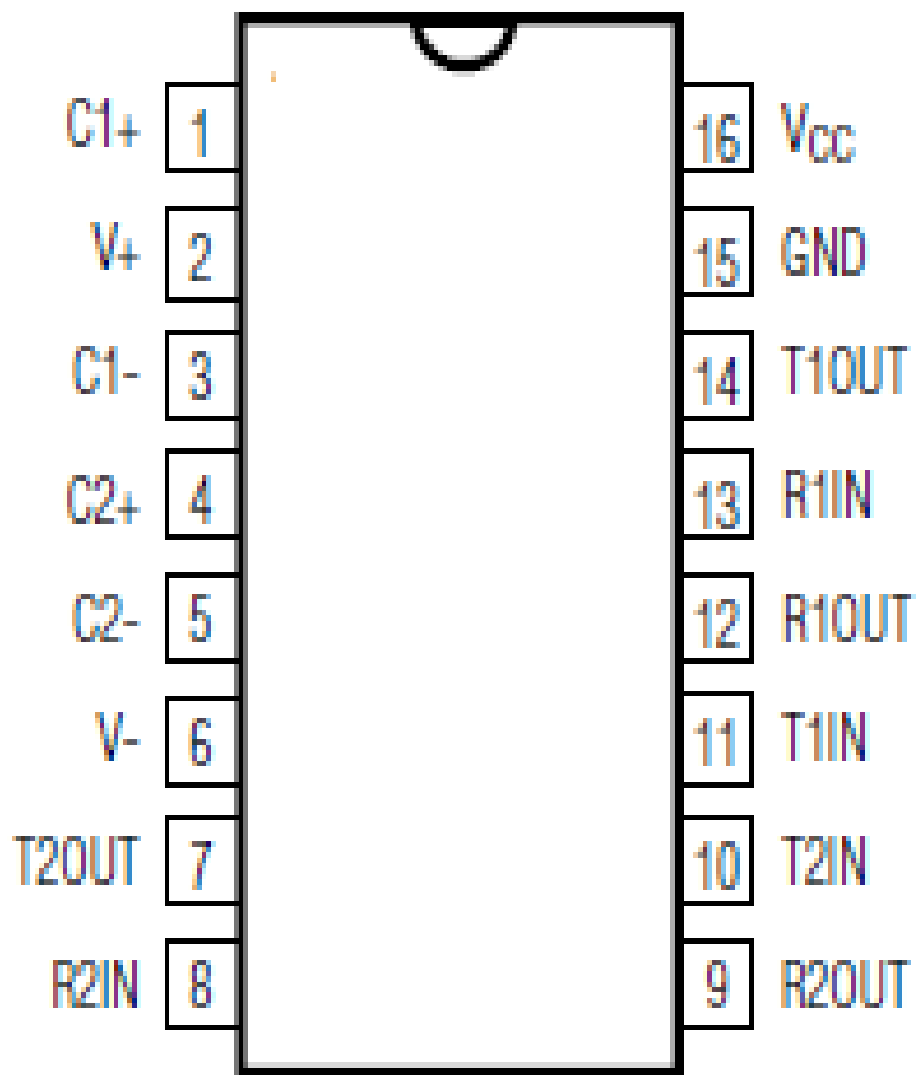 C1+ 1 16 VCC
V+ 2 15 GND
C1- 3 14 T1OUT
C2+ 4 13 R1IN
C2- 5 12 R1OUT
V- 6 11 T1IN
T2OUT 7 10 T2IN
R2IN 8 9 R2OUT